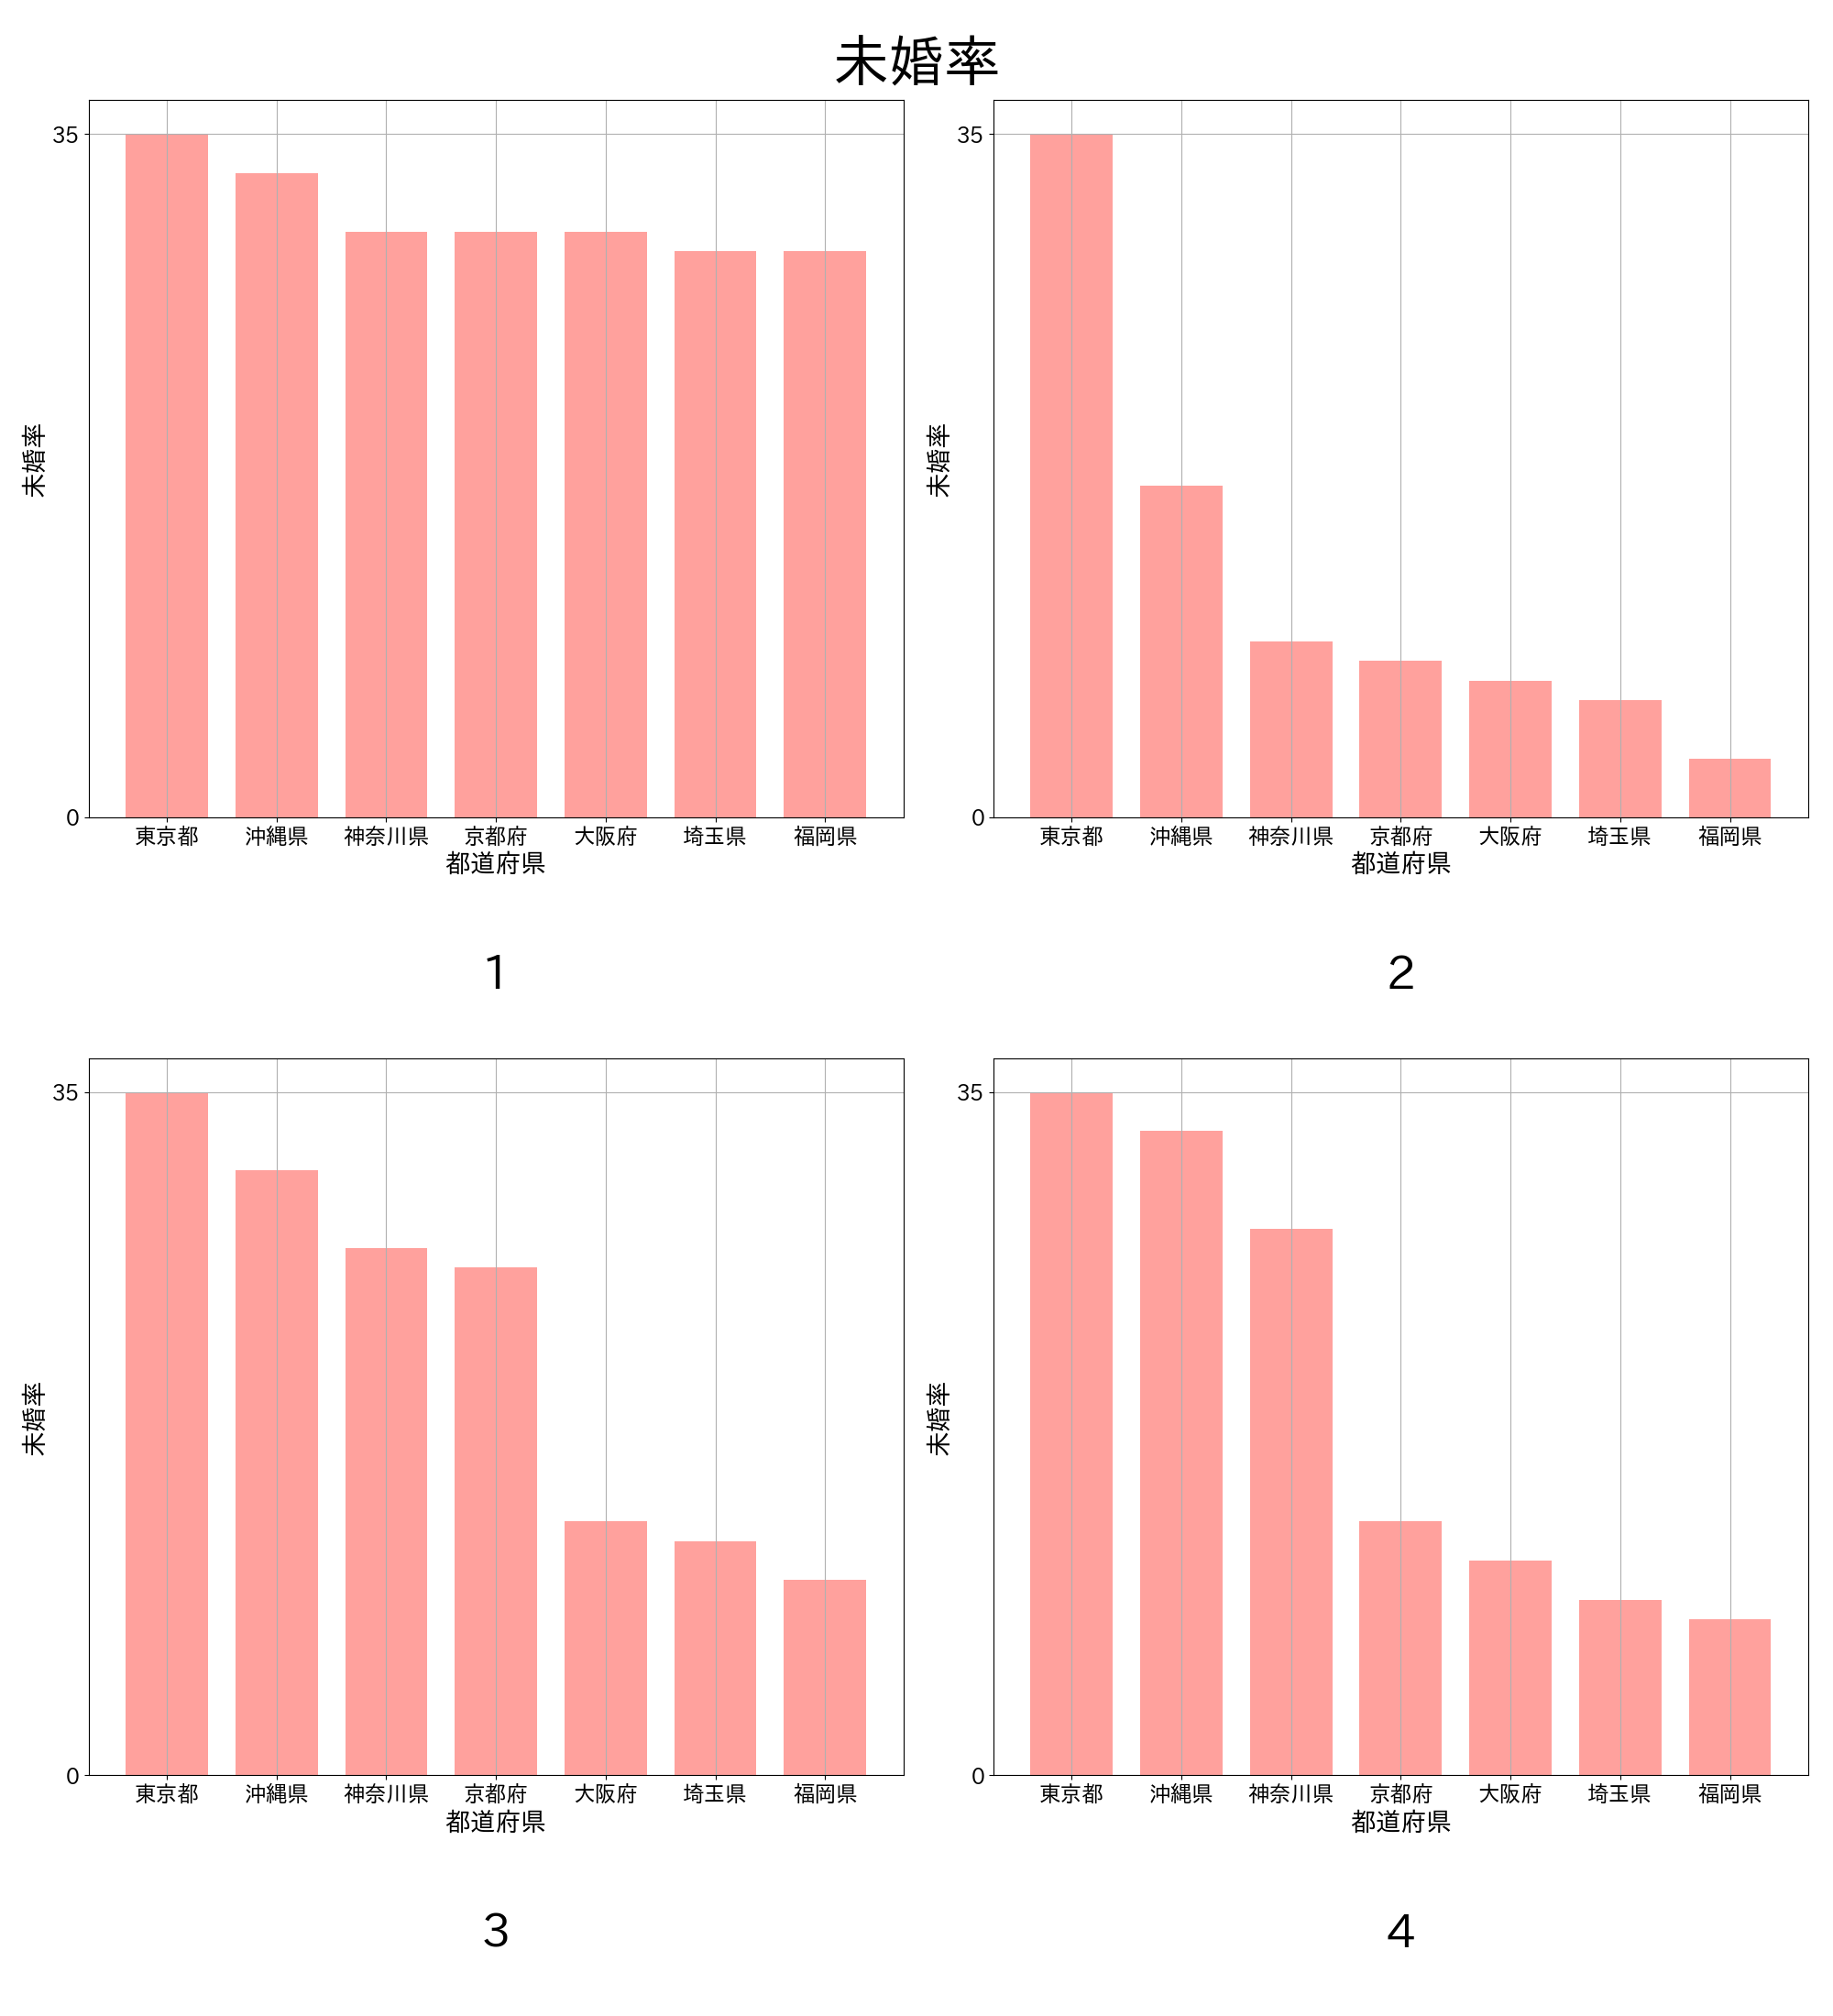 未婚率
35
0
未婚率
東京都 沖縄県 神奈川県 京都府 大阪府 埼玉県 福岡県
都道府県
1
35
0
未婚率
東京都 沖縄県 神奈川県 京都府 大阪府 埼玉県 福岡県
都道府県
2
35
0
未婚率
東京都 沖縄県 神奈川県 京都府 大阪府 埼玉県 福岡県
都道府県
3
35
0
未婚率
東京都 沖縄県 神奈川県 京都府 大阪府 埼玉県 福岡県
都道府県
4